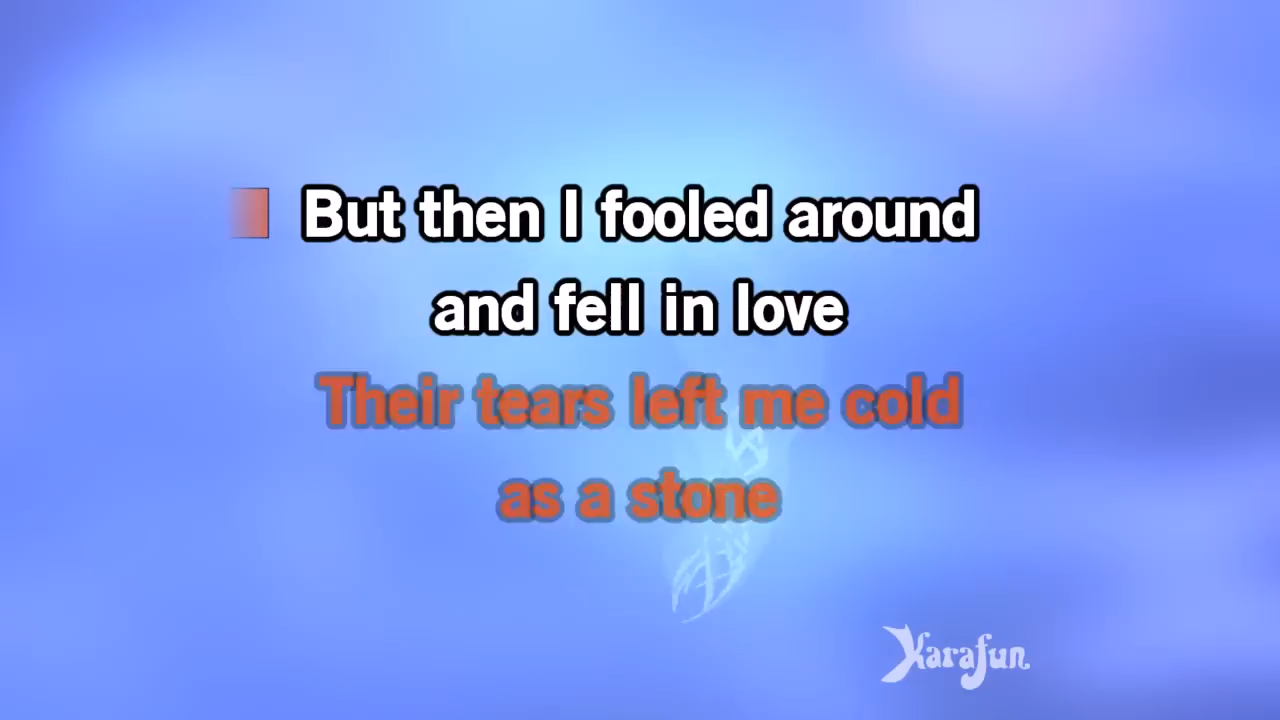 But then I fooled around
and fell in love
Their tears left me cold
as a stone
Karafun